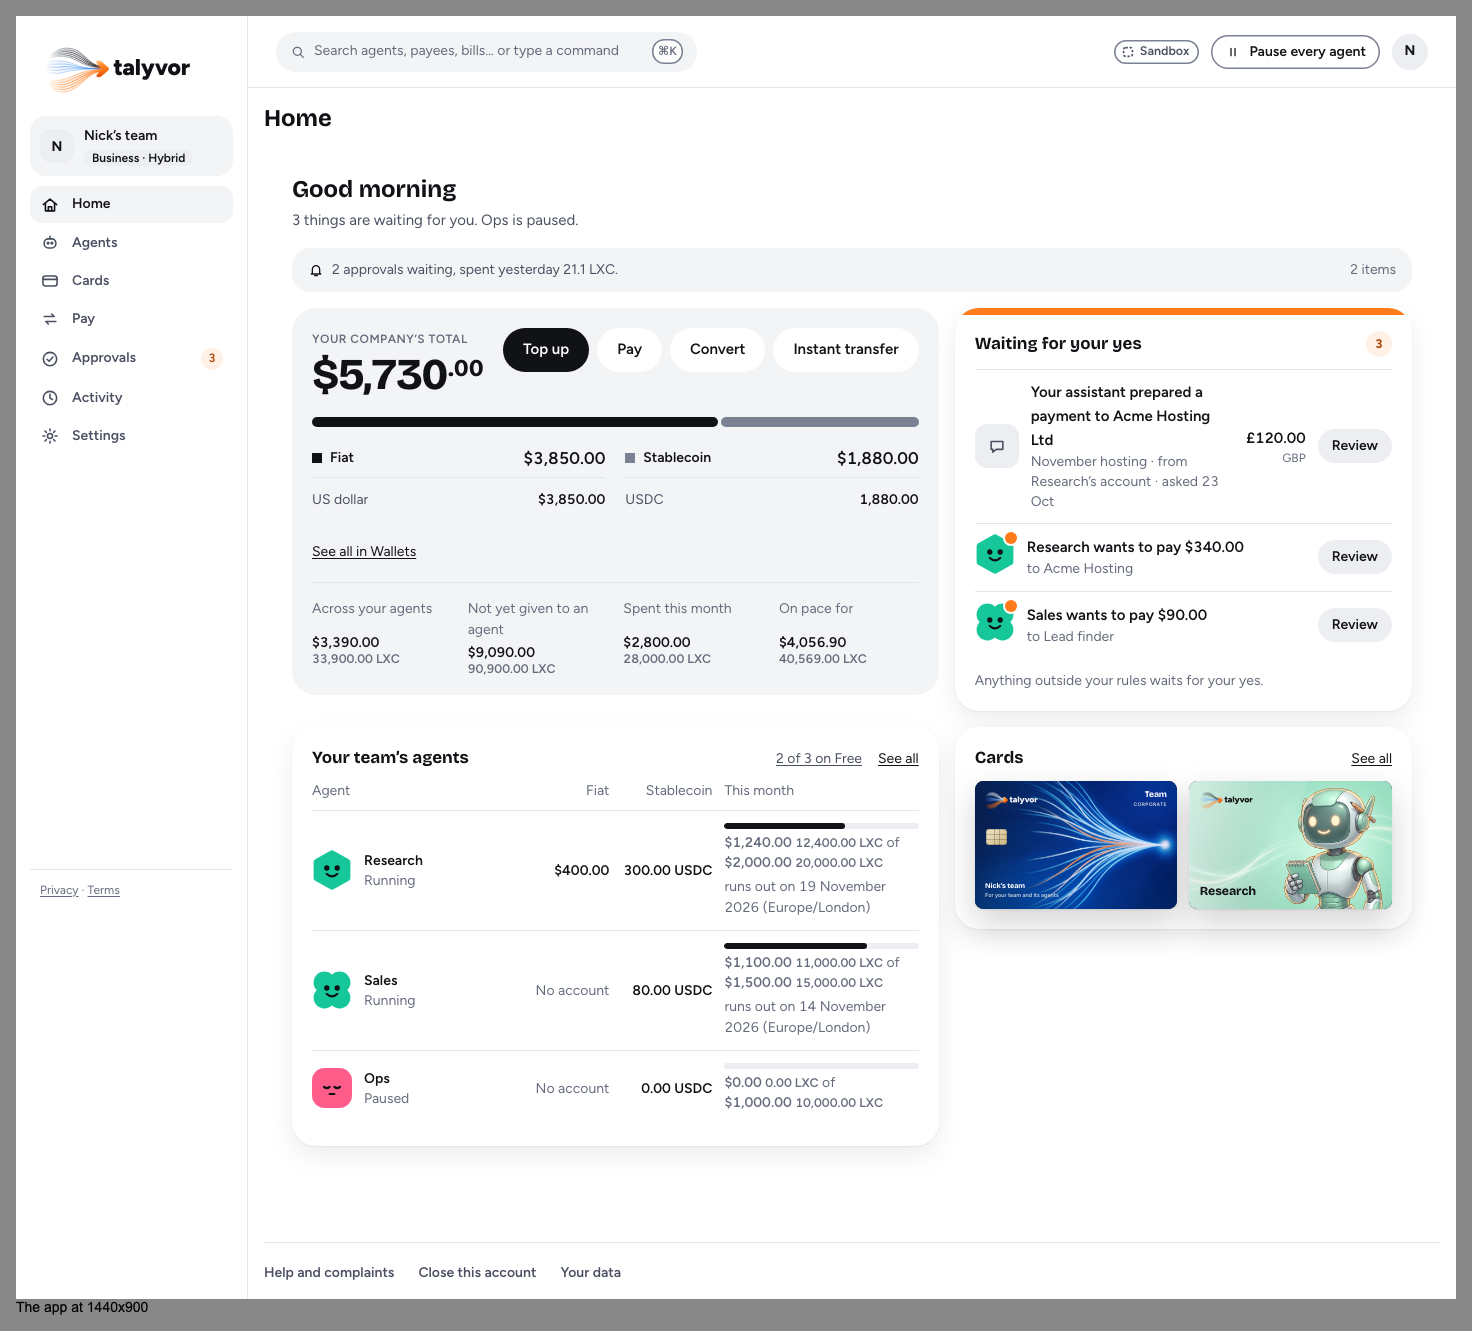 talyvor
N
Nick's team
Business · Hybrid
Home
Agents
Cards
Pay
Approvals
3
Activity
Settings
Privacy · Terms
Search agents, payees, bills... or type a command
⌘K
Sandbox
Pause every agent
N
Home
Good morning
3 things are waiting for you. Ops is paused.
2 approvals waiting, spent yesterday 21.1 LXC.
2 items
YOUR COMPANY'S TOTAL
$5,730.00
Top up
Pay
Convert
Instant transfer
Fiat
$3,850.00
Stablecoin
$1,880.00
US dollar
$3,850.00
USDC
1,880.00
See all in Wallets
Across your agents
$3,390.00
33,900.00 LXC
Not yet given to an
agent
$9,090.00
90,900.00 LXC
Spent this month
$2,800.00
28,000.00 LXC
On pace for
$4,056.90
40,569.00 LXC
Waiting for your yes
3
Your assistant prepared a
payment to Acme Hosting
Ltd
November hosting · from
Research's account · asked 23
Oct
£120.00
GBP
Review
Research wants to pay $340.00
to Acme Hosting
Review
Sales wants to pay $90.00
to Lead finder
Review
Anything outside your rules waits for your yes.
Your team's agents
2 of 3 on Free
See all
Agent
Fiat
Stablecoin
This month
Research
Running
$400.00
300.00 USDC
$1,240.00 12,400.00 LXC of
$2,000.00 20,000.00 LXC
runs out on 19 November
2026 (Europe/London)
Sales
Running
No account
80.00 USDC
$1,100.00 11,000.00 LXC of
$1,500.00 15,000.00 LXC
runs out on 14 November
2026 (Europe/London)
Ops
Paused
No account
0.00 USDC
$0.00 0.00 LXC of
$1,000.00 10,000.00 LXC
Cards
See all
talyvor
Team
CORPORATE
Nick's team
For your team and its agents
talyvor
Research
Help and complaints
Close this account
Your data
The app at 1440x900